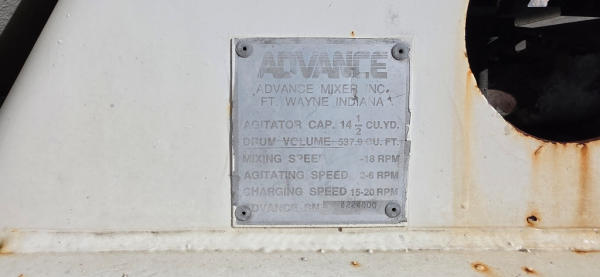 ADVANCE
ADVANCE MIXER INC.
FT. WAYNE INDIANA
AGITATOR CAP. 14 1/2 CU.YD.
DRUM VOLUME 537.9 CU.FT.
MIXING SPEED -18 RPM
AGITATING SPEED 2-6 RPM
CHARGING SPEED 15-20 RPM
ADVANCE SN